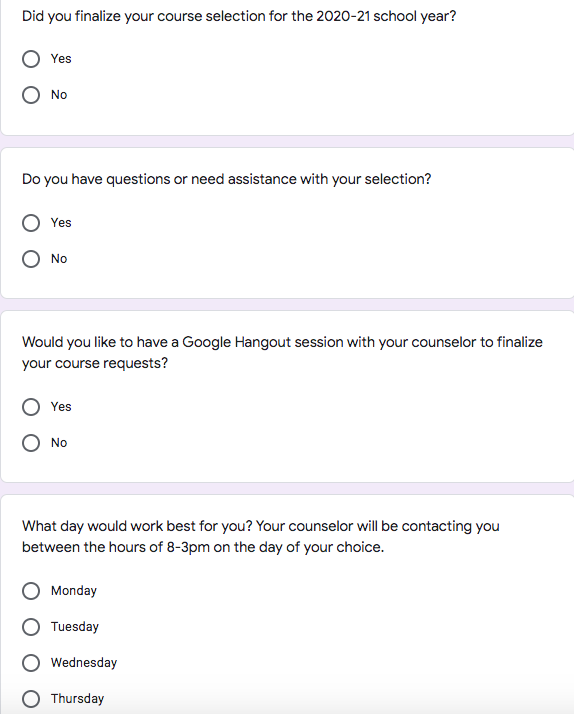 Did you finalize your course selection for the 2020-21 school year?
Yes
No
Do you have questions or need assistance with your selection?
Yes
No
Would you like to have a Google Hangout session with your counselor to finalize
your course requests?
Yes
No
What day would work best for you? Your counselor will be contacting you
between the hours of 8-3pm on the day of your choice.
Monday
Tuesday
Wednesday
Thursday